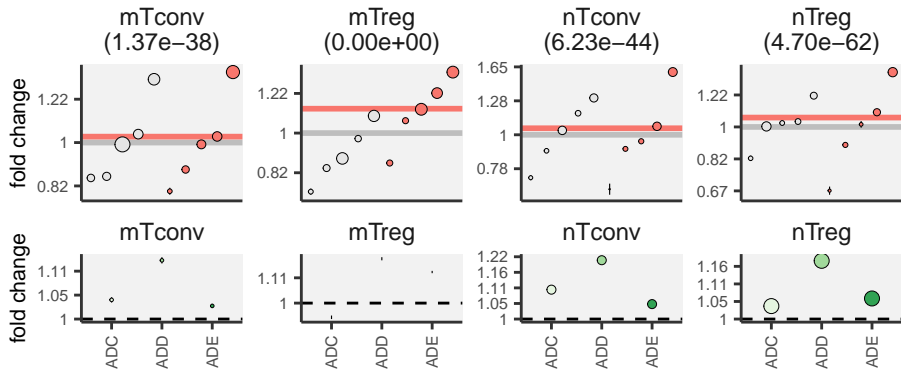 mTconv
(1.37e−38)
mTreg
(0.00e+00)
nTconv
(6.23e−44)
nTreg
(4.70e−62)
fold change
1.22
1
0.82
1.22
1
0.82
1.65
1.28
1
0.78
1.22
1
0.82
0.67
mTconv
mTreg
nTconv
nTreg
fold change
1.11
1.05
1
1.11
1
1.22
1.16
1.11
1.05
1
1.16
1.11
1.05
1
ADC
ADD
ADE
ADC
ADD
ADE
ADC
ADD
ADE
ADC
ADD
ADE